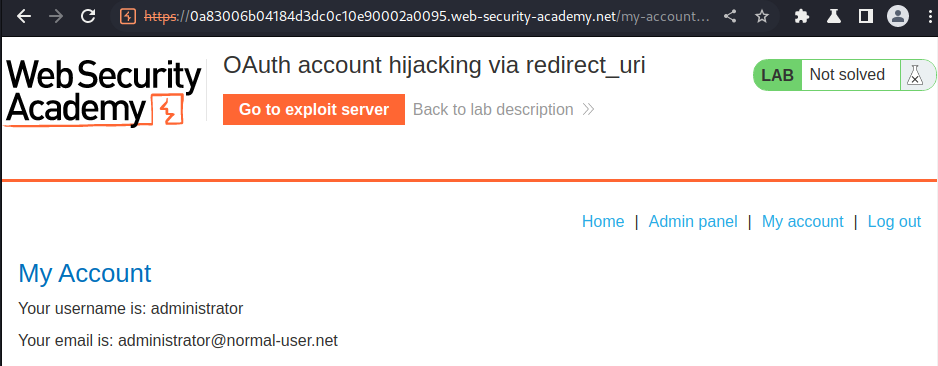 https://0a83006b04184d3dc0c10e90002a0095.web-security-academy.net/my-account...
Web Security
Academy
OAuth account hijacking via redirect_uri
LAB Not solved
Go to exploit server
Back to lab description
Home | Admin panel | My account | Log out
My Account
Your username is: administrator
Your email is: administrator@normal-user.net